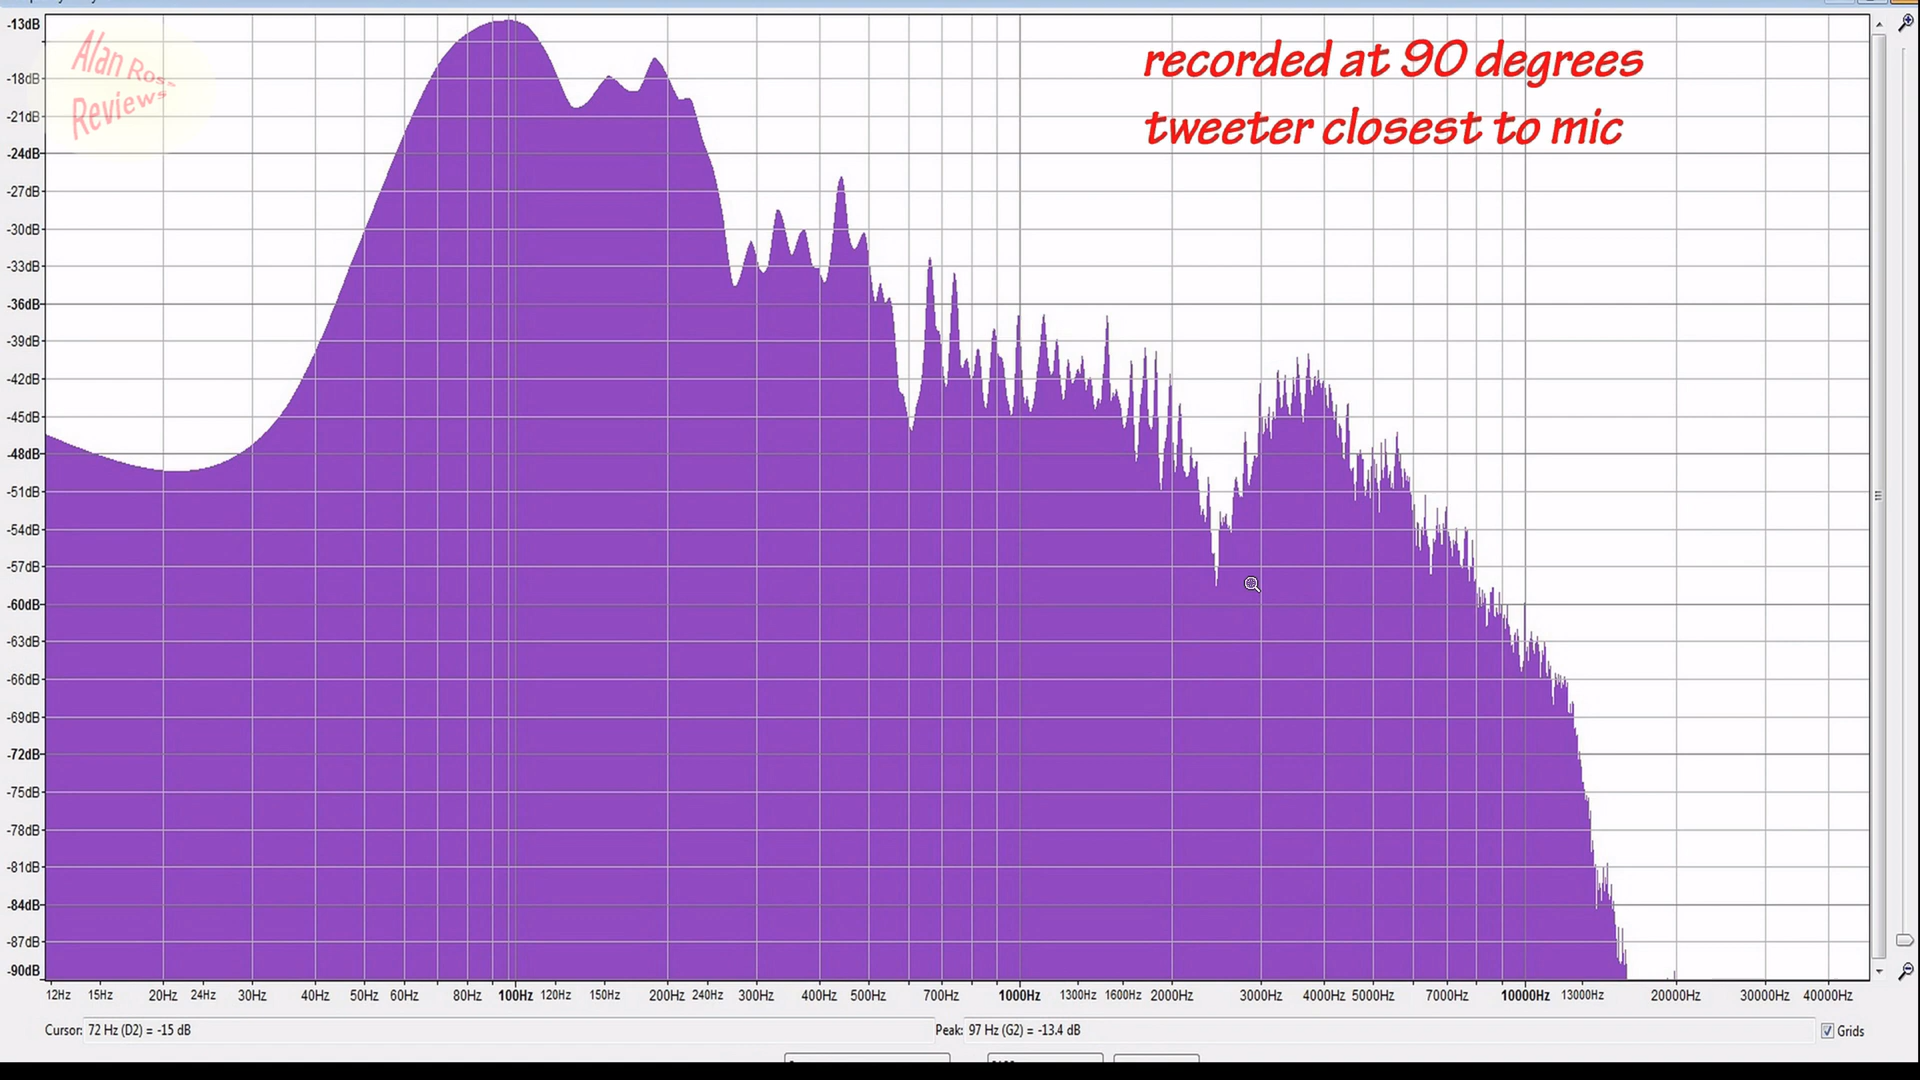 -13dB
-18dB
-21dB
-24dB
-27dB
-30dB
-33dB
-36dB
-39dB
-42dB
-45dB
-48dB
-51dB
-54dB
-57dB
-60dB
-63dB
-66dB
-69dB
-72dB
-75dB
-78dB
-81dB
-84dB
-87dB
-90dB
Alan Ross
Reviews
recorded at 90 degrees
tweeter closest to mic
12Hz 15Hz 20Hz 24Hz 30Hz 40Hz 50Hz 60Hz 80Hz 100Hz 120Hz 150Hz 200Hz 240Hz 300Hz 400Hz 500Hz 700Hz 1000Hz 1300Hz 1600Hz 2000Hz 3000Hz 4000Hz 5000Hz 7000Hz 10000Hz 13000Hz 20000Hz 30000Hz 40000Hz
Cursor: 72 Hz (D2) = -15 dB Peak: 97 Hz (G2) = -13.4 dB Grids